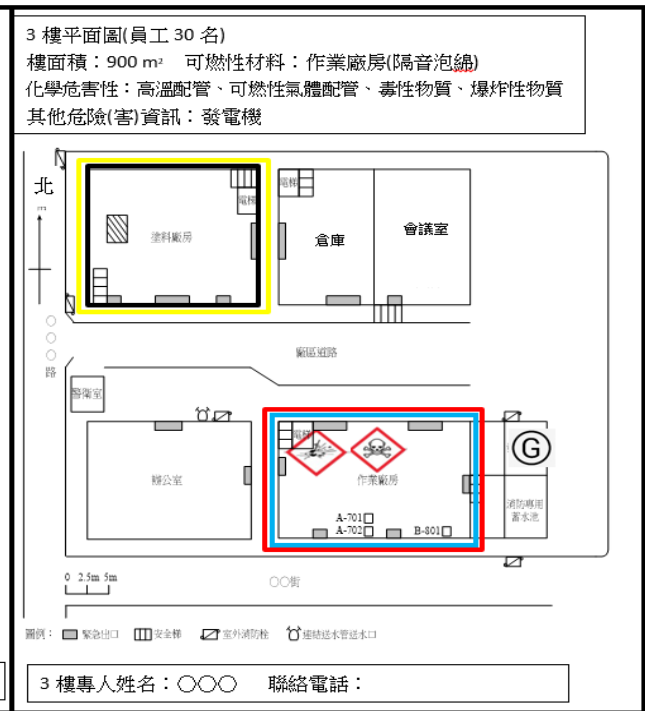 3 樓平面圖(員工 30 名)
樓面積：900 m² 可燃性材料：作業廠房(隔音泡綿)
化學危害性：高溫配管、可燃性氣體配管、毒性物質、爆炸性物質
其他危險(害)資訊：發電機
北
m
電梯
電梯
塗料廠房
倉庫
會議室
○○○路
廠區道路
警衛室
電梯
G
辦公室
作業廠房
消防專用
蓄水池
A-701
A-702
B-801
0 2.5m 5m
○○街
圖例： 緊急出口 安全梯 室外消防栓 連結送水管送水口
3 樓專人姓名：○○○ 聯絡電話：